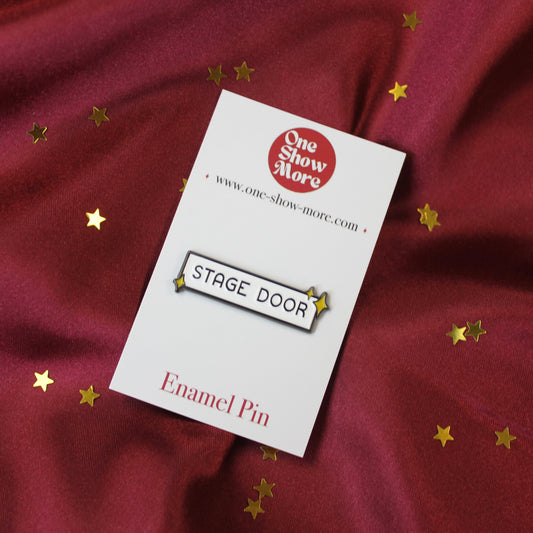 One
Show
More
www.one-show-more.com
STAGE DOOR
Enamel Pin